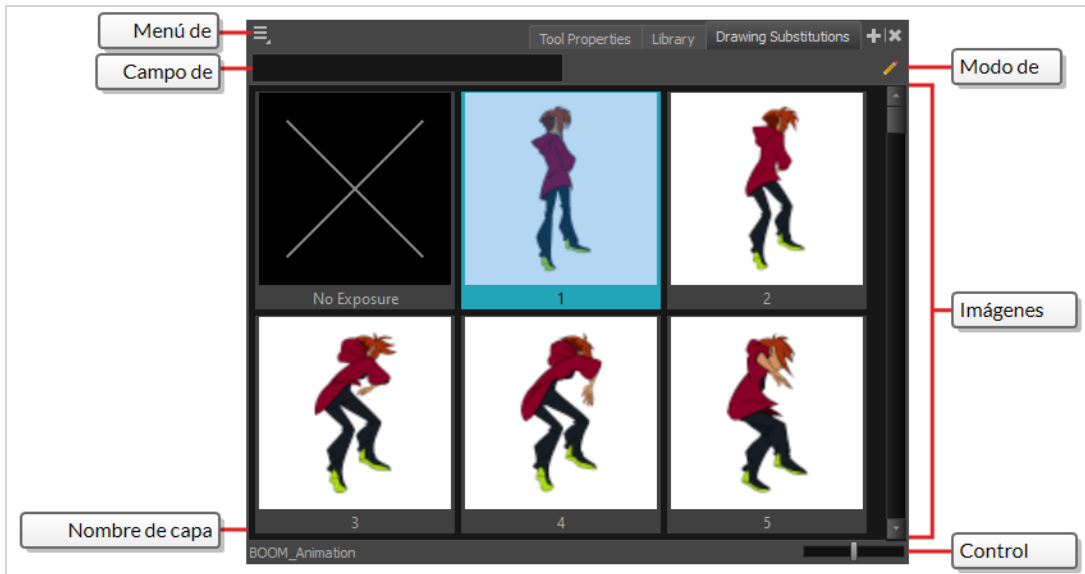 Menú de
Tool Properties
Library
Drawing Substitutions
Campo de
Modo de
No Exposure
1
2
Imágenes
3
4
5
Nombre de capa
BOOM_Animation
Control